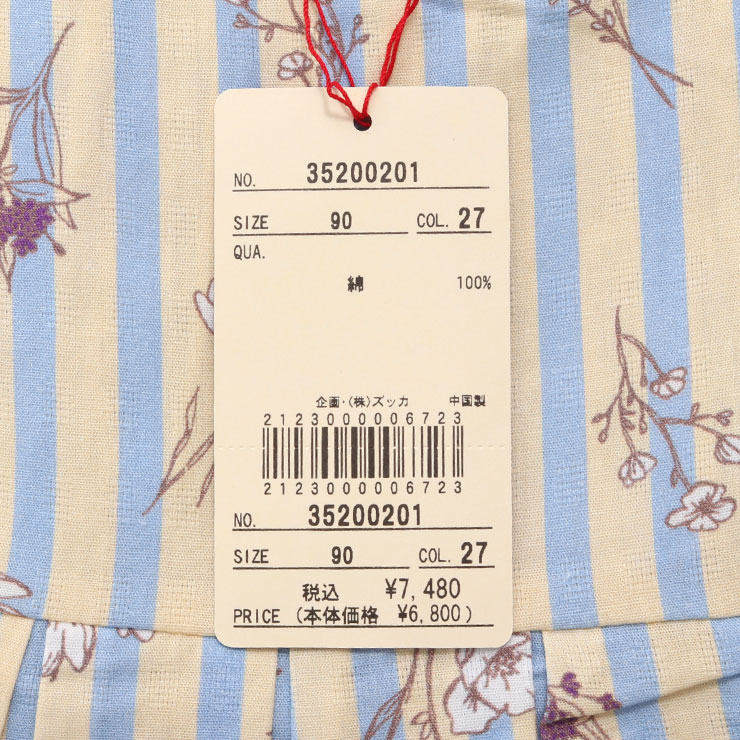 NO. 35200201
SIZE 90 COL. 27
QUA.
綿 100%
企画・(株)ズッカ 中国製
2123000006723
2123000006723
NO. 35200201
SIZE 90 COL. 27
税込 ¥7,480
PRICE (本体価格 ¥6,800)